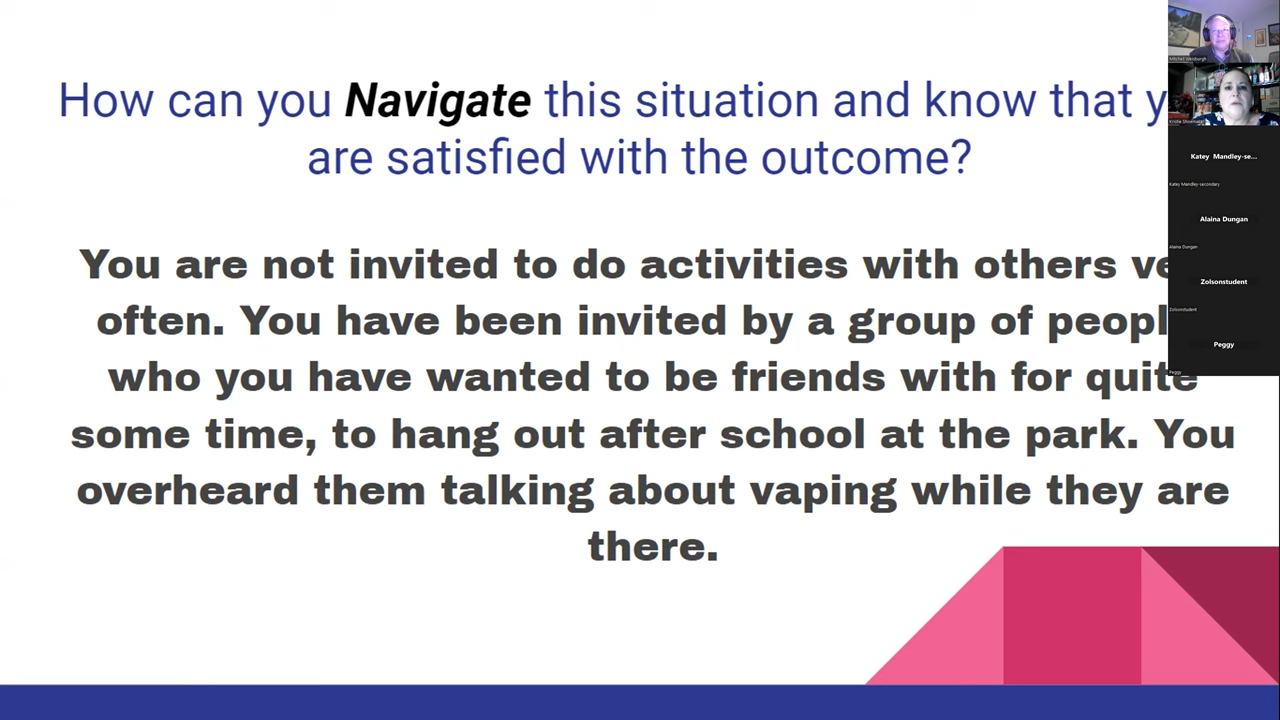 How can you Navigate this situation and know that y
are satisfied with the outcome?
You are not invited to do activities with others ve
often. You have been invited by a group of peopl
who you have wanted to be friends with for quite
some time, to hang out after school at the park. You
overheard them talking about vaping while they are
there.
Mitchell Weisburgh
Kristie Shoemaker
Katey Mandley-se...
Katey Mandley-secondary
Alaina Dungan
Alaina Dungan
Zolsonstudent
Zolsonstudent
Peggy
Peggy